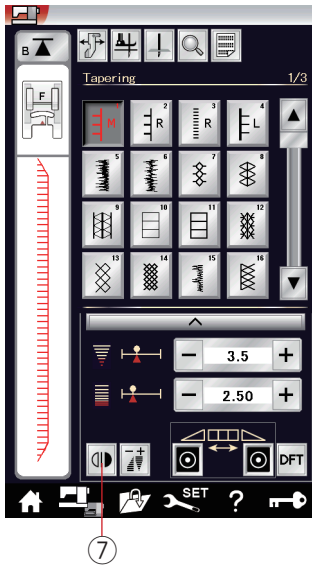 B
F
Tapering 1/3
M 2 R 3 R 4 L
5 6 7 8
9 10 11 12
13 14 15 16
− 3.5 +
− 2.50 +
−+ DFT
SET ?
7